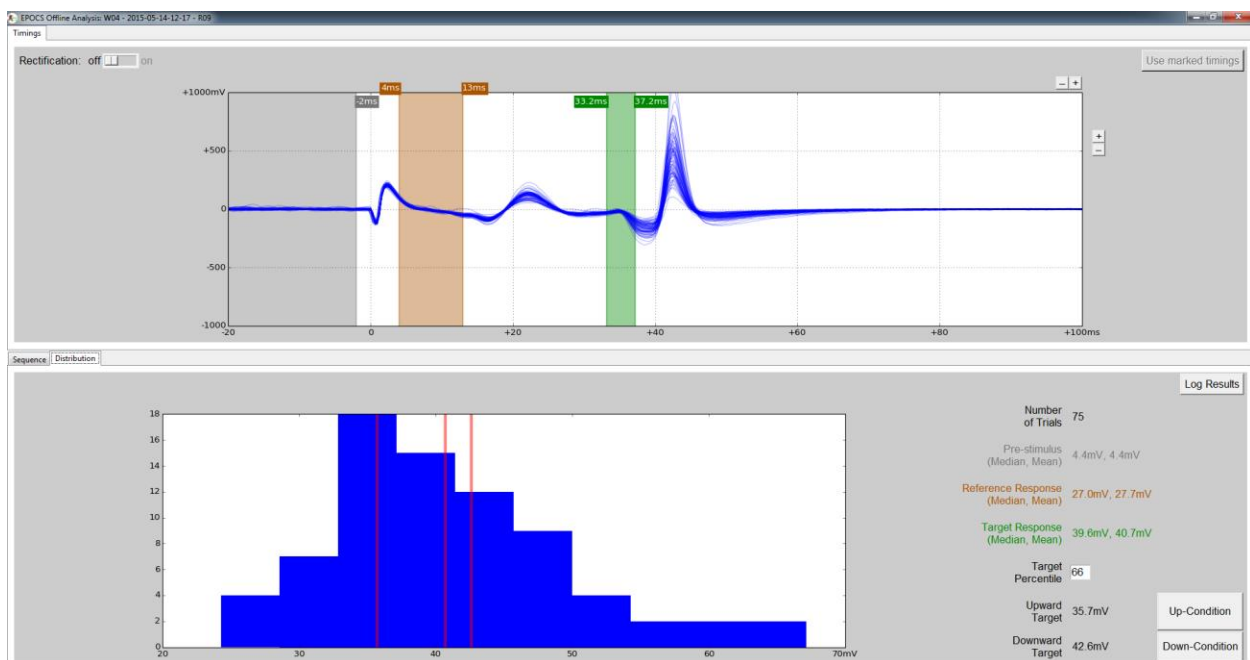 EPOCS Offline Analysis: W04 - 2015-05-14-12-17 - R09
Timings
Rectification: off on
Use marked timings
+1000mV
+500
0
-500
-1000
-2ms
4ms
13ms
33.2ms
37.2ms
– +
+
–
-20
0
+20
+40
+60
+80
+100ms
Sequence
Distribution
Log Results
18
16
14
12
10
8
6
4
2
0
20
30
40
50
60
70mV
Number
of Trials
75
Pre-stimulus
(Median, Mean)
4.4mV, 4.4mV
Reference Response
(Median, Mean)
27.0mV, 27.7mV
Target Response
(Median, Mean)
39.6mV, 40.7mV
Target
Percentile
66
Upward
Target
35.7mV
Up-Condition
Downward
Target
42.6mV
Down-Condition